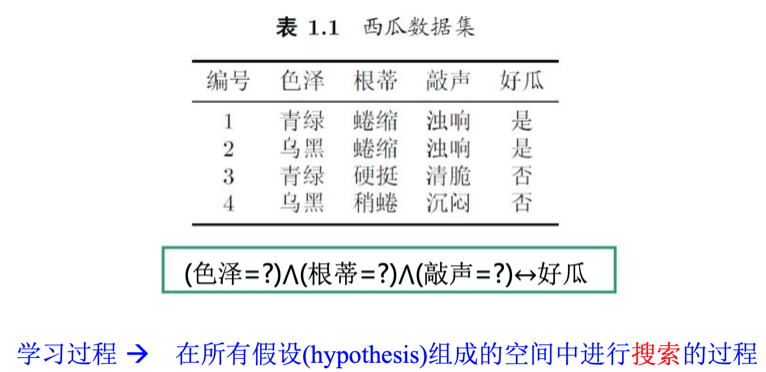 表 1.1 西瓜数据集
编号 色泽 根蒂 敲声 好瓜
1 青绿 蜷缩 浊响 是
2 乌黑 蜷缩 浊响 是
3 青绿 硬挺 清脆 否
4 乌黑 稍蜷 沉闷 否
(色泽=?)∧(根蒂=?)∧(敲声=?)↔好瓜
学习过程 → 在所有假设(hypothesis)组成的空间中进行搜索的过程